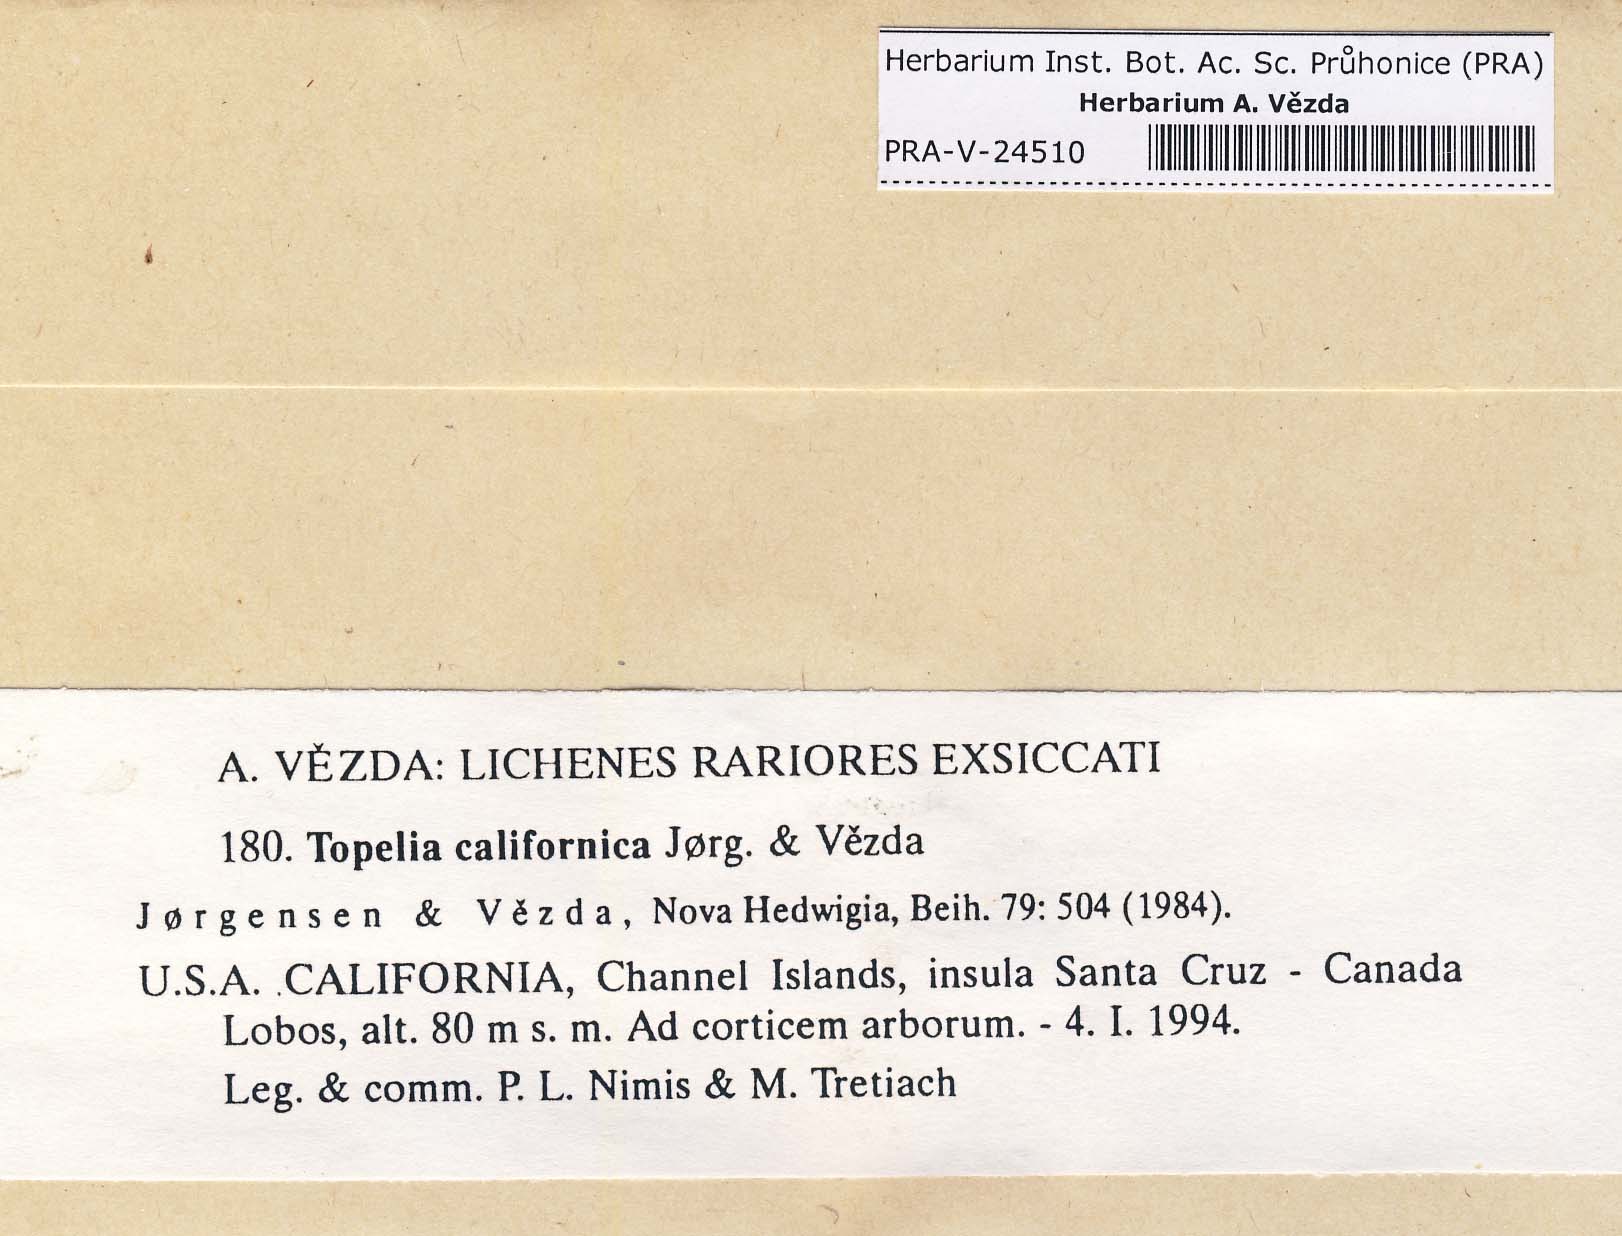 Herbarium Inst. Bot. Ac. Sc. Průhonice (PRA)
Herbarium A. Vězda
PRA-V-24510
A. VĚZDA: LICHENES RARIORES EXSICCATI
180. Topelia californica Jørg. & Vězda
Jørgensen & Vězda, Nova Hedwigia, Beih. 79: 504 (1984).
U.S.A. .CALIFORNIA, Channel Islands, insula Santa Cruz - Canada
Lobos, alt. 80 m s. m. Ad corticem arborum. - 4. I. 1994.
Leg. & comm. P. L. Nimis & M. Tretiach